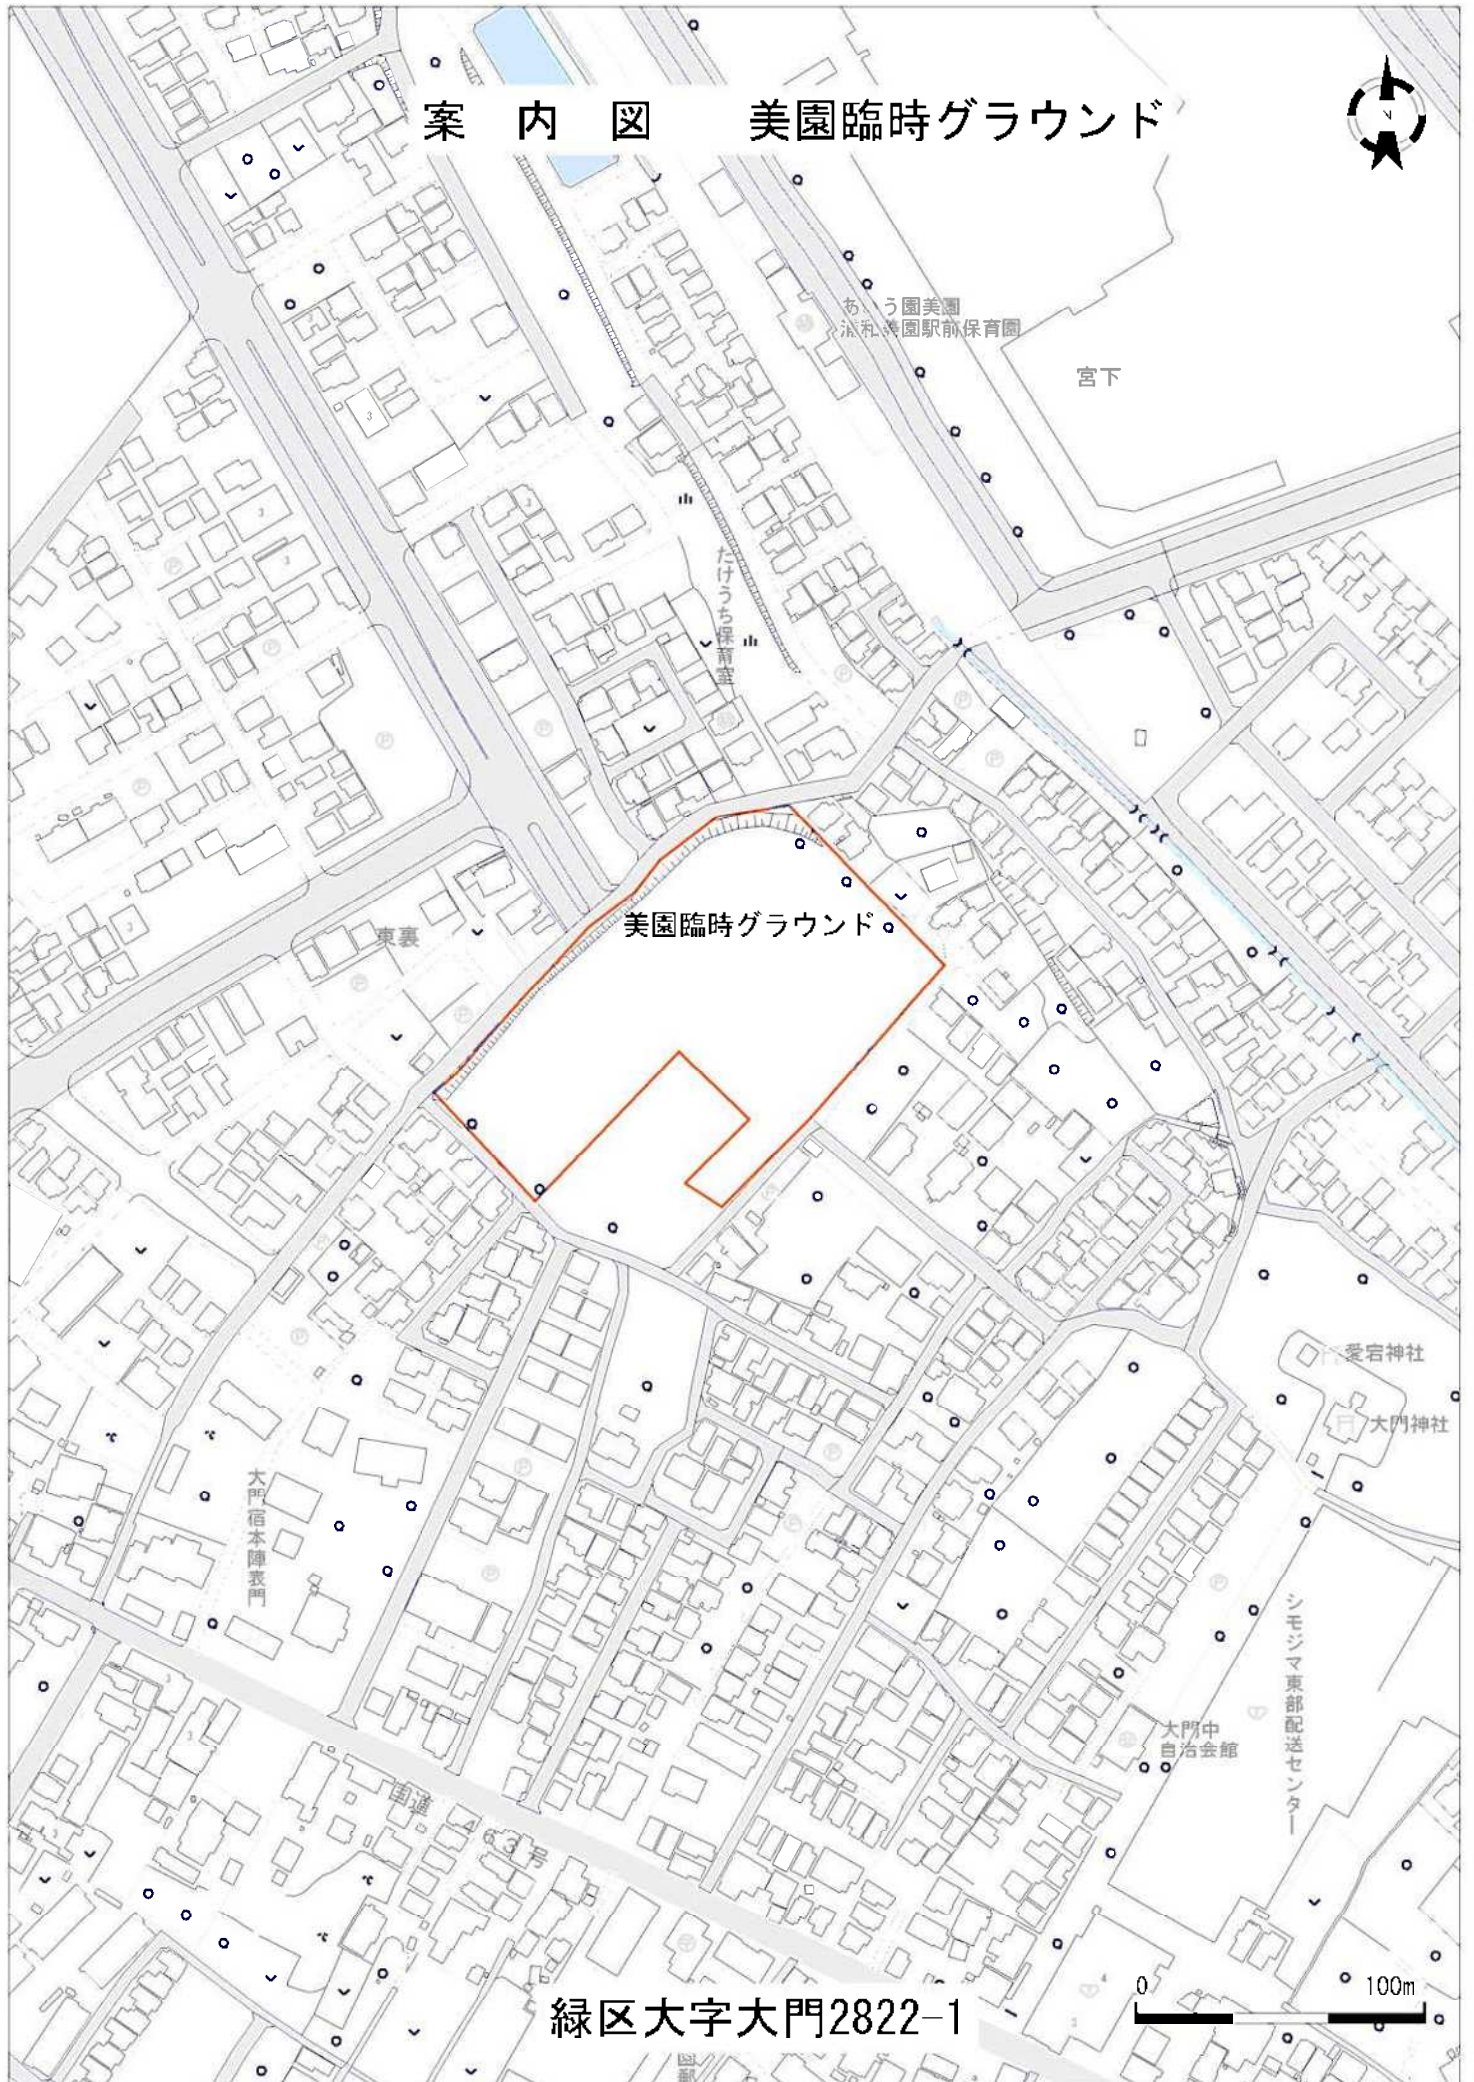 案内図 美園臨時グラウンド
う園美園
浦和美園駅前保育園
宮下
3
たけうち保育室
美園臨時グラウンド
東裏
愛宕神社
大門神社
大門宿本陣表門
シモジマ東部配送センター
大門中
自治会館
国道463号
0 100m
緑区大字大門2822-1